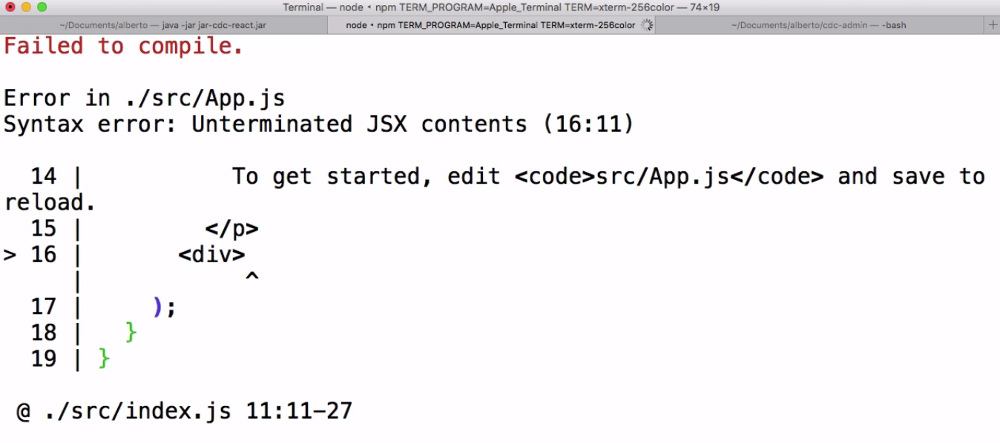 Terminal — node ◂ npm TERM_PROGRAM=Apple_Terminal TERM=xterm-256color — 74×19
~/Documents/alberto — java -jar jar-cdc-react.jar
node ◂ npm TERM_PROGRAM=Apple_Terminal TERM=xterm-256color
~/Documents/alberto/cdc-admin — -bash
+
Failed to compile.
Error in ./src/App.js
Syntax error: Unterminated JSX contents (16:11)
14 |           To get started, edit <code>src/App.js</code> and save to
reload.
15 |         </p>
> 16 |       <div>
|            ^
17 |     );
18 |   }
19 | }
@ ./src/index.js 11:11-27